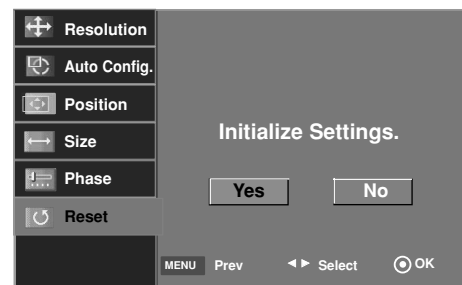 Resolution
Auto Config.
Position
Size
Phase
Reset
Initialize Settings.
Yes No
MENU Prev ◄► Select OK